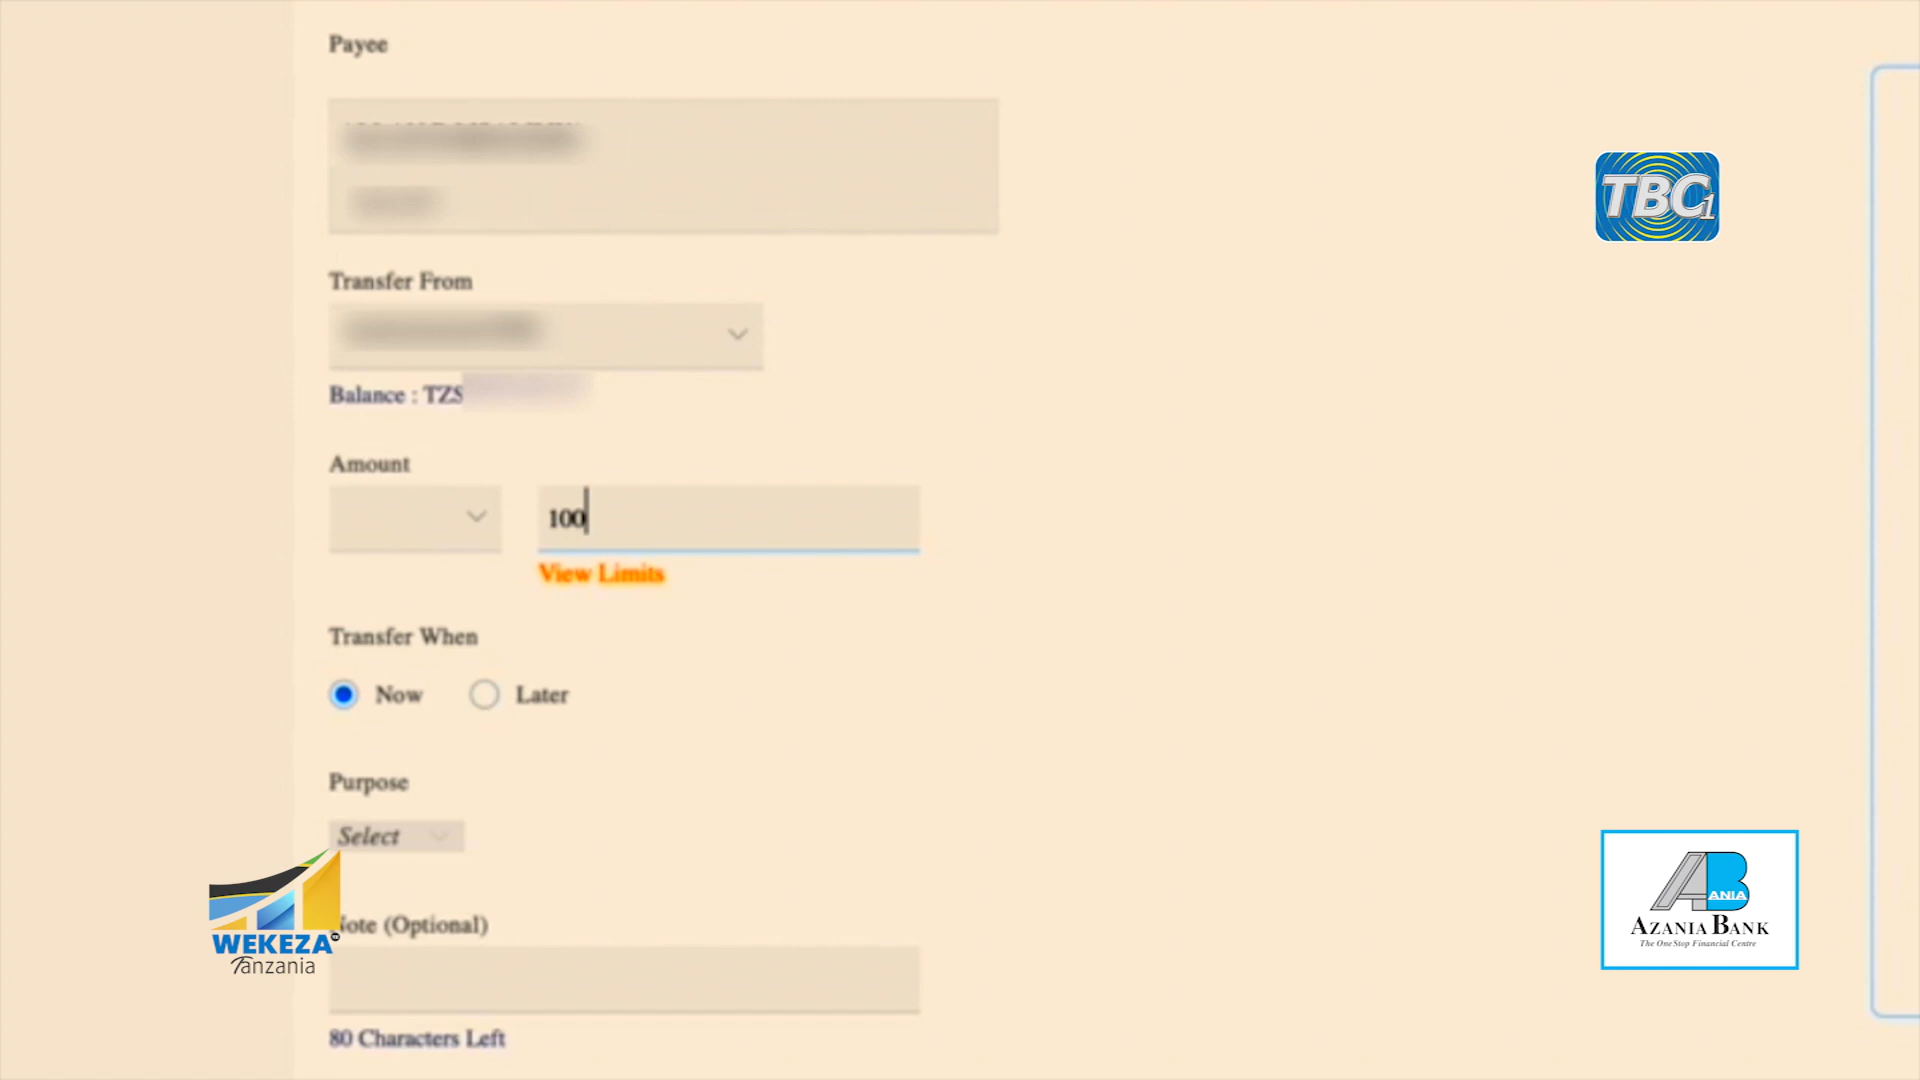 Payee
TBC1
Transfer From
Balance : TZS
Amount
100
View Limits
Transfer When
Now
Later
Purpose
Select
Note (Optional)
80 Characters Left
WEKEZA
Tanzania
ANIA
AZANIA BANK
The One Stop Financial Centre